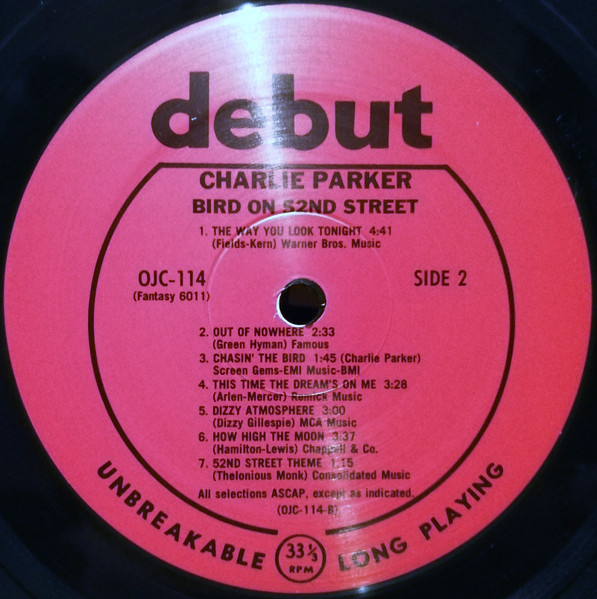 debut
CHARLIE PARKER
BIRD ON 52ND STREET
1. THE WAY YOU LOOK TONIGHT 4:41
(Fields-Kern) Warner Bros. Music
OJC-114
(Fantasy 6011)
SIDE 2
2. OUT OF NOWHERE 2:33
(Green Hyman) Famous
3. CHASIN' THE BIRD 1:45 (Charlie Parker)
Screen Gems-EMI Music-BMI
4. THIS TIME THE DREAM'S ON ME 3:28
(Arlen-Mercer) Remick Music
5. DIZZY ATMOSPHERE 3:00
(Dizzy Gillespie) MCA Music
6. HOW HIGH THE MOON 3:37
(Hamilton-Lewis) Chappell & Co.
7. 52ND STREET THEME 1:15
(Thelonious Monk) Consolidated Music
All selections ASCAP, except as indicated.
(OJC-114-B)
UNBREAKABLE
33 1/3
RPM
LONG PLAYING